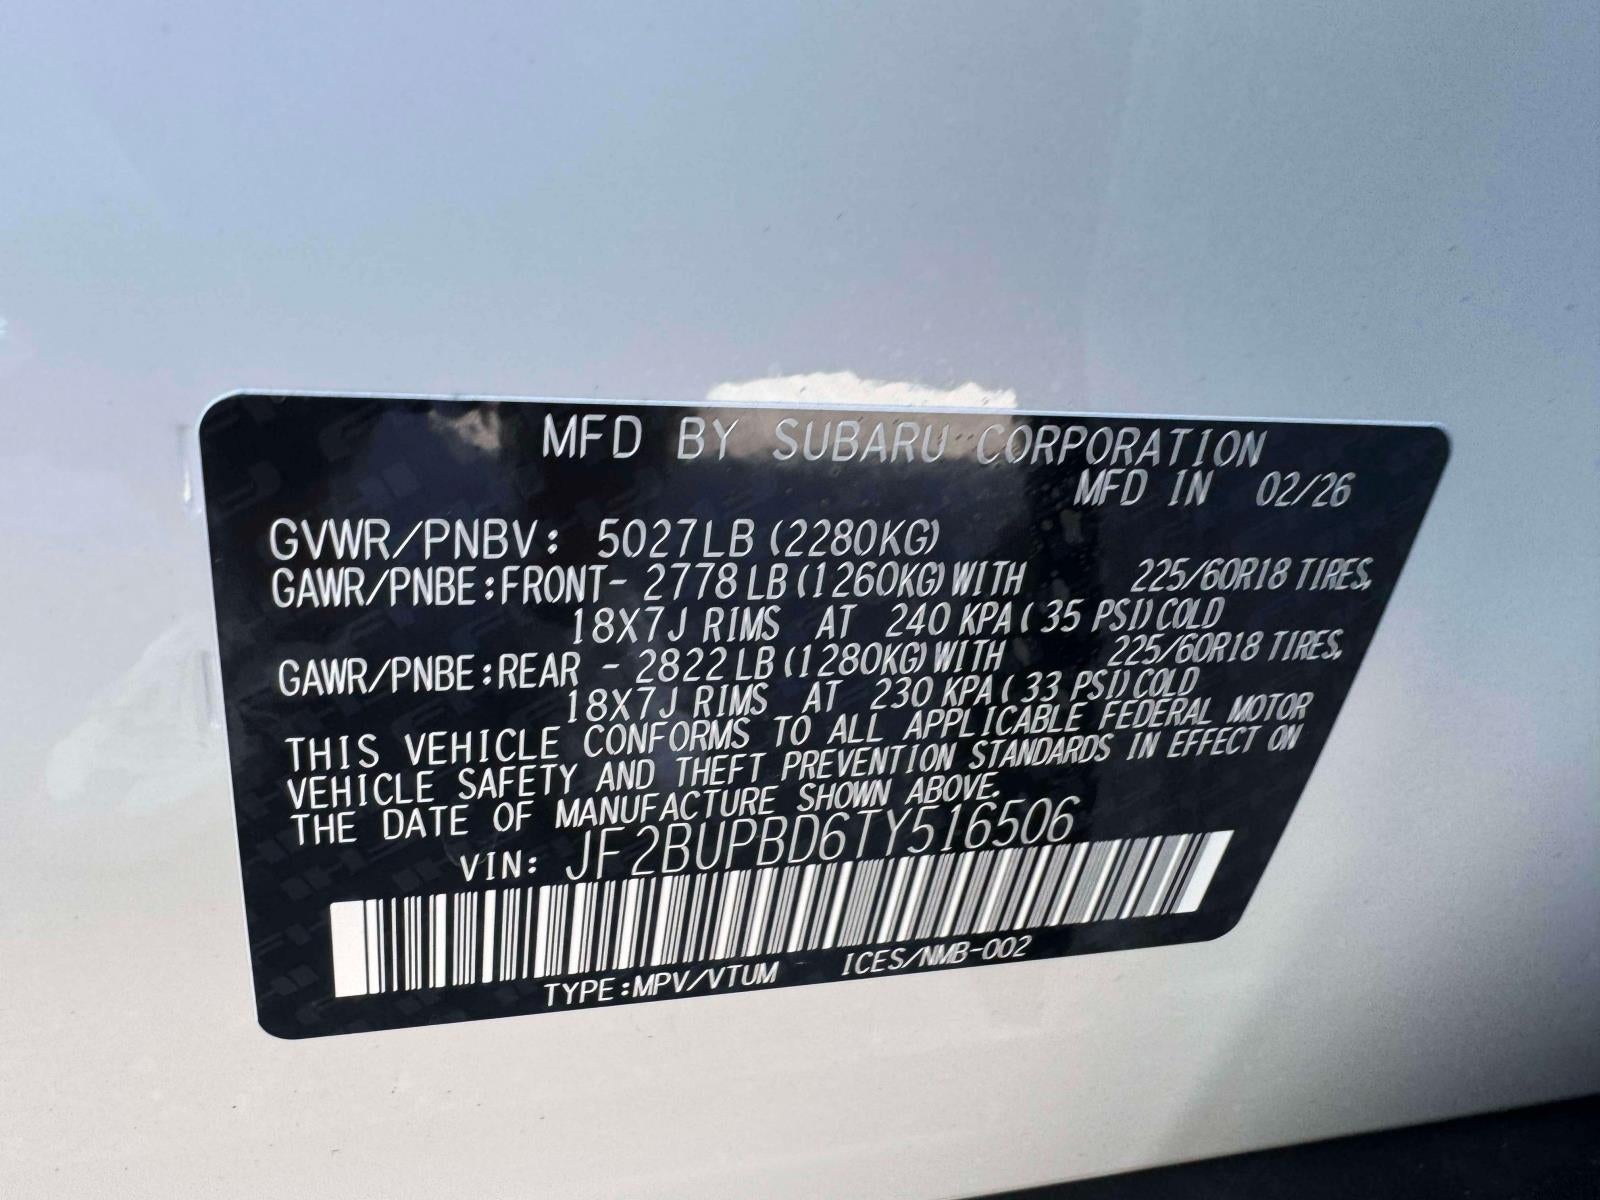 MFD BY SUBARU CORPORATION
MFD IN 02/26
GVWR/PNBV: 5027LB (2280KG)
GAWR/PNBE:FRONT- 2778 LB (1260KG) WITH 225/60R18 TIRES,
18X7J RIMS AT 240 KPA ( 35 PSI) COLD
GAWR/PNBE:REAR - 2822 LB (1280KG) WITH 225/60R18 TIRES,
18X7J RIMS AT 230 KPA ( 33 PSI) COLD
THIS VEHICLE CONFORMS TO ALL APPLICABLE FEDERAL MOTOR
VEHICLE SAFETY AND THEFT PREVENTION STANDARDS IN EFFECT ON
THE DATE OF MANUFACTURE SHOWN ABOVE.
VIN: JF2BUPBD6TY516506
TYPE:MPV/VTUM ICES/NMB-002